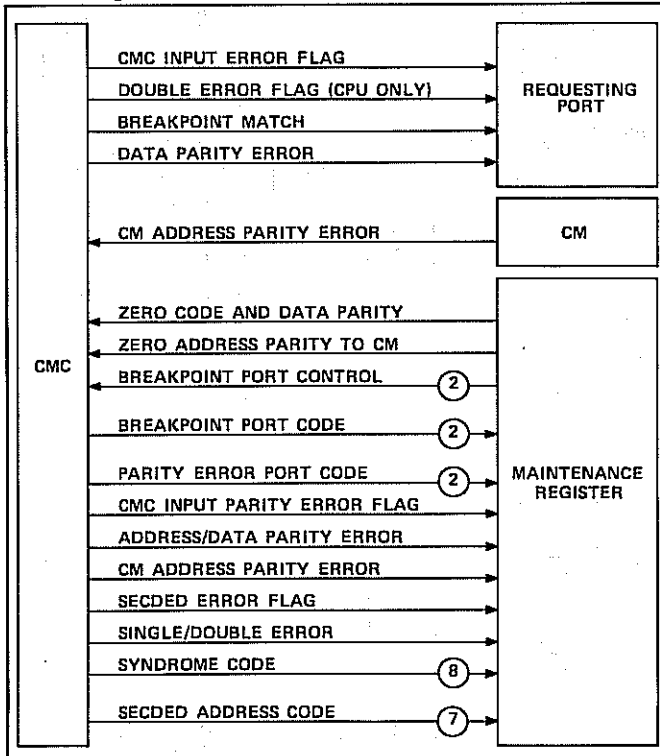 CMC INPUT ERROR FLAG
DOUBLE ERROR FLAG (CPU ONLY)
BREAKPOINT MATCH
DATA PARITY ERROR
REQUESTING
PORT
CM ADDRESS PARITY ERROR
CM
CMC
ZERO CODE AND DATA PARITY
ZERO ADDRESS PARITY TO CM
BREAKPOINT PORT CONTROL 2
BREAKPOINT PORT CODE 2
PARITY ERROR PORT CODE 2
CMC INPUT PARITY ERROR FLAG
ADDRESS/DATA PARITY ERROR
CM ADDRESS PARITY ERROR
SECDED ERROR FLAG
SINGLE/DOUBLE ERROR
SYNDROME CODE 8
SECDED ADDRESS CODE 7
MAINTENANCE
REGISTER